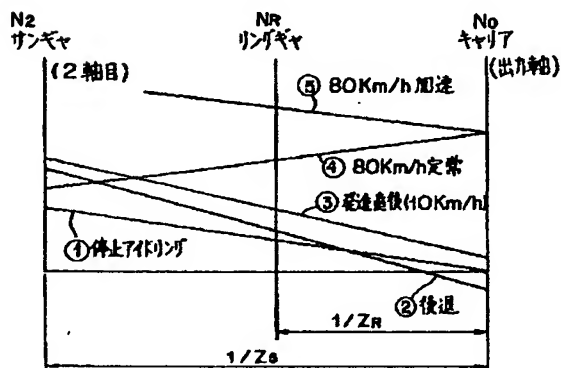 N2
サンギヤ
(2軸目)
NR
リングギヤ
No
キャリア
(出力軸)
⑤ 80Km/h 加速
④ 80Km/h定常
③ 発進直後(10Km/h)
① 停止アイドリング
② 後退
1/ZR
1/ZS